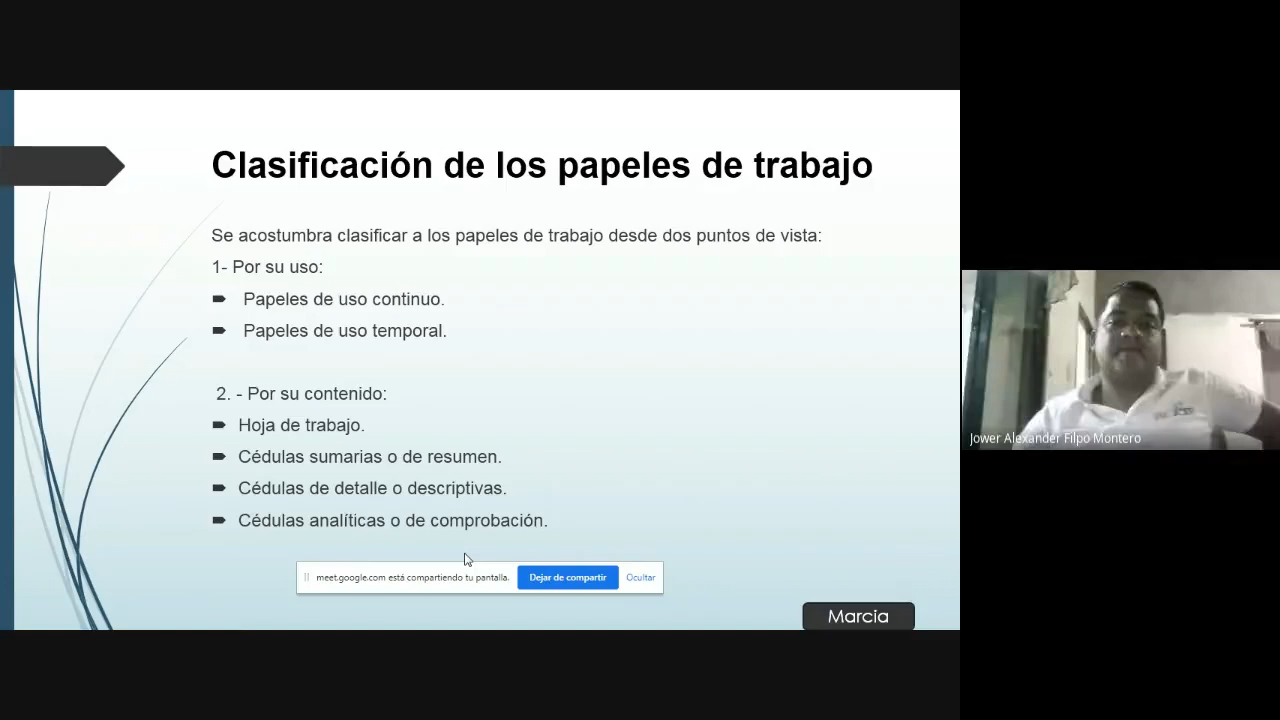 Clasificación de los papeles de trabajo
Se acostumbra clasificar a los papeles de trabajo desde dos puntos de vista:
1- Por su uso:
Papeles de uso continuo.
Papeles de uso temporal.
2. - Por su contenido:
Hoja de trabajo.
Cédulas sumarias o de resumen.
Cédulas de detalle o descriptivas.
Cédulas analíticas o de comprobación.
meet.google.com está compartiendo tu pantalla. Dejar de compartir Ocultar
Marcia
Jower Alexander Filpo Montero